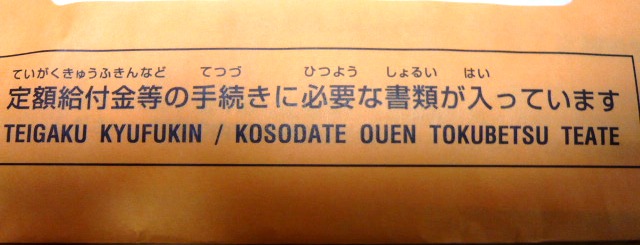 ていがくきゅうふきんなど てつづ ひつよう しょるい はい
定額給付金等の手続きに必要な書類が入っています
TEIGAKU KYUFUKIN / KOSODATE OUEN TOKUBETSU TEATE